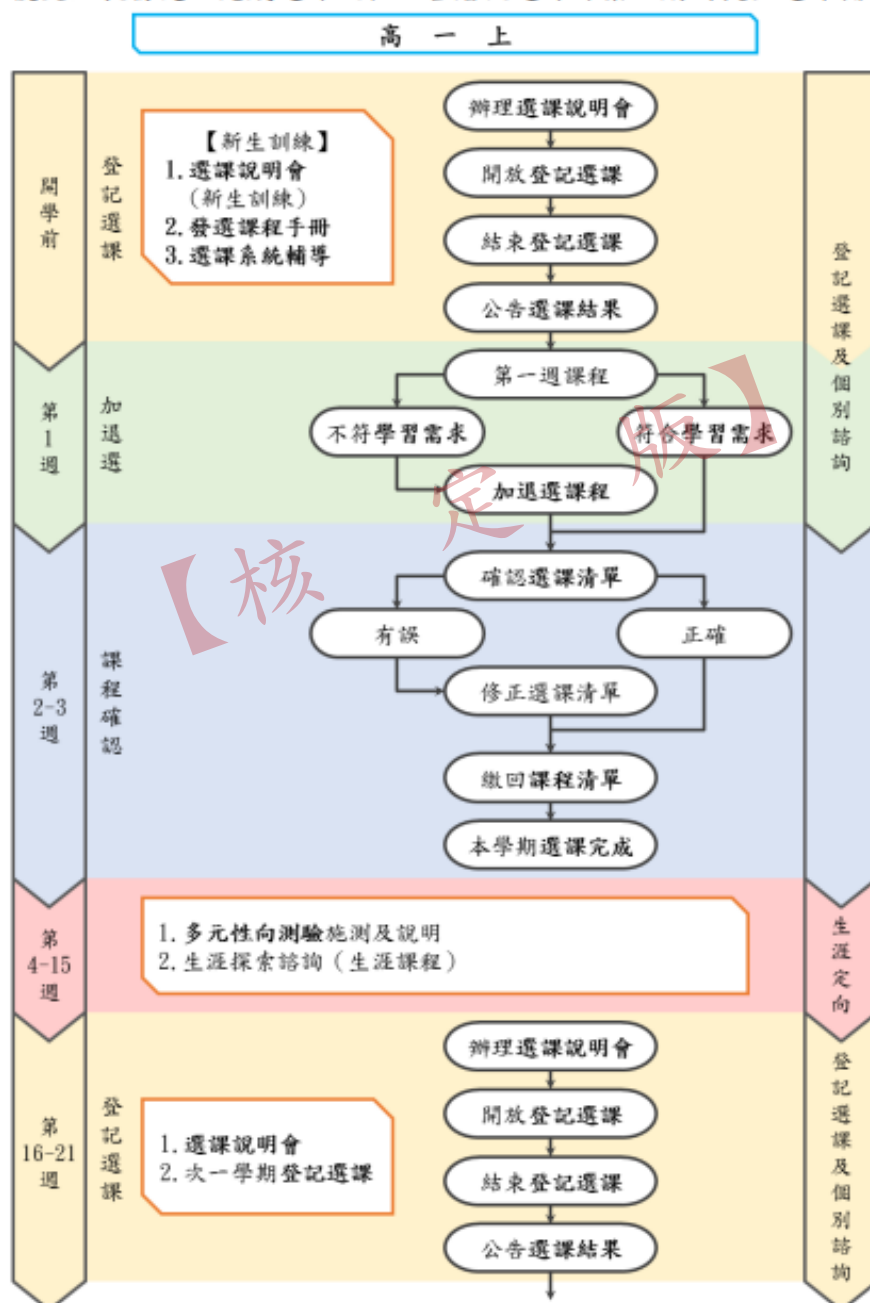 高一上
開學前
登記選課
【新生訓練】
1.選課說明會
(新生訓練)
2.發選課程手冊
3.選課系統輔導
辦理選課說明會
開放登記選課
結束登記選課
公告選課結果
登記選課及個別諮詢
第1週
加退選
第一週課程
不符學習需求
符合學習需求
加退選課程
【核定版】
第2-3週
課程確認
確認選課清單
有誤
正確
修正選課清單
繳回課程清單
本學期選課完成
第4-15週
1.多元性向測驗施測及說明
2.生涯探索諮詢(生涯課程)
生涯定向
第16-21週
登記選課
1.選課說明會
2.次一學期登記選課
辦理選課說明會
開放登記選課
結束登記選課
公告選課結果
登記選課及個別諮詢